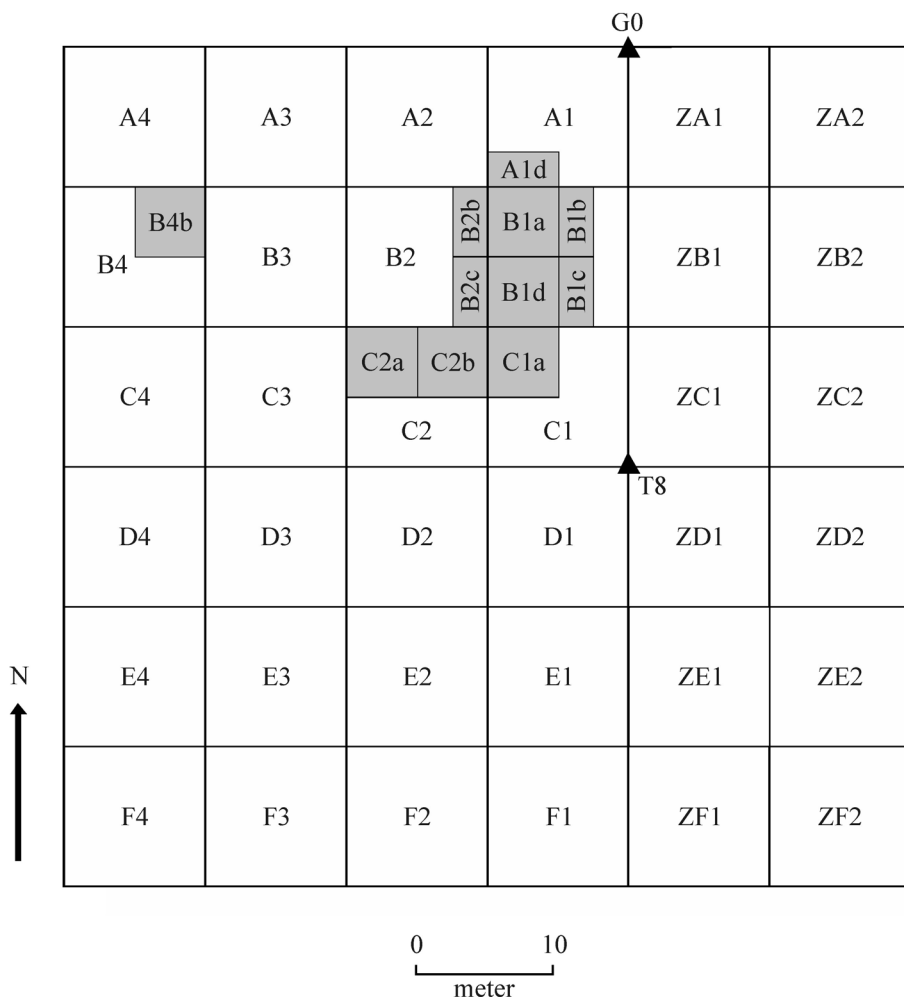 G0
A4 A3 A2 A1 ZA1 ZA2
A1d
B4b B2b B1a B1b
B4 B3 B2 ZB1 ZB2
B2c B1d B1c
C2a C2b C1a
C4 C3 ZC1 ZC2
C2 C1
T8
D4 D3 D2 D1 ZD1 ZD2
N
E4 E3 E2 E1 ZE1 ZE2
F4 F3 F2 F1 ZF1 ZF2
0 10
meter